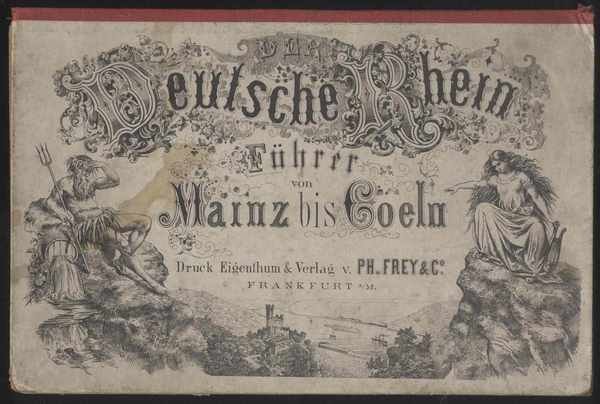 DER
Deutsche Rhein
Führer
von
Mainz bis Coeln
Druck Eigenthum & Verlag v. PH. FREY & Cº
FRANKFURT a/M.